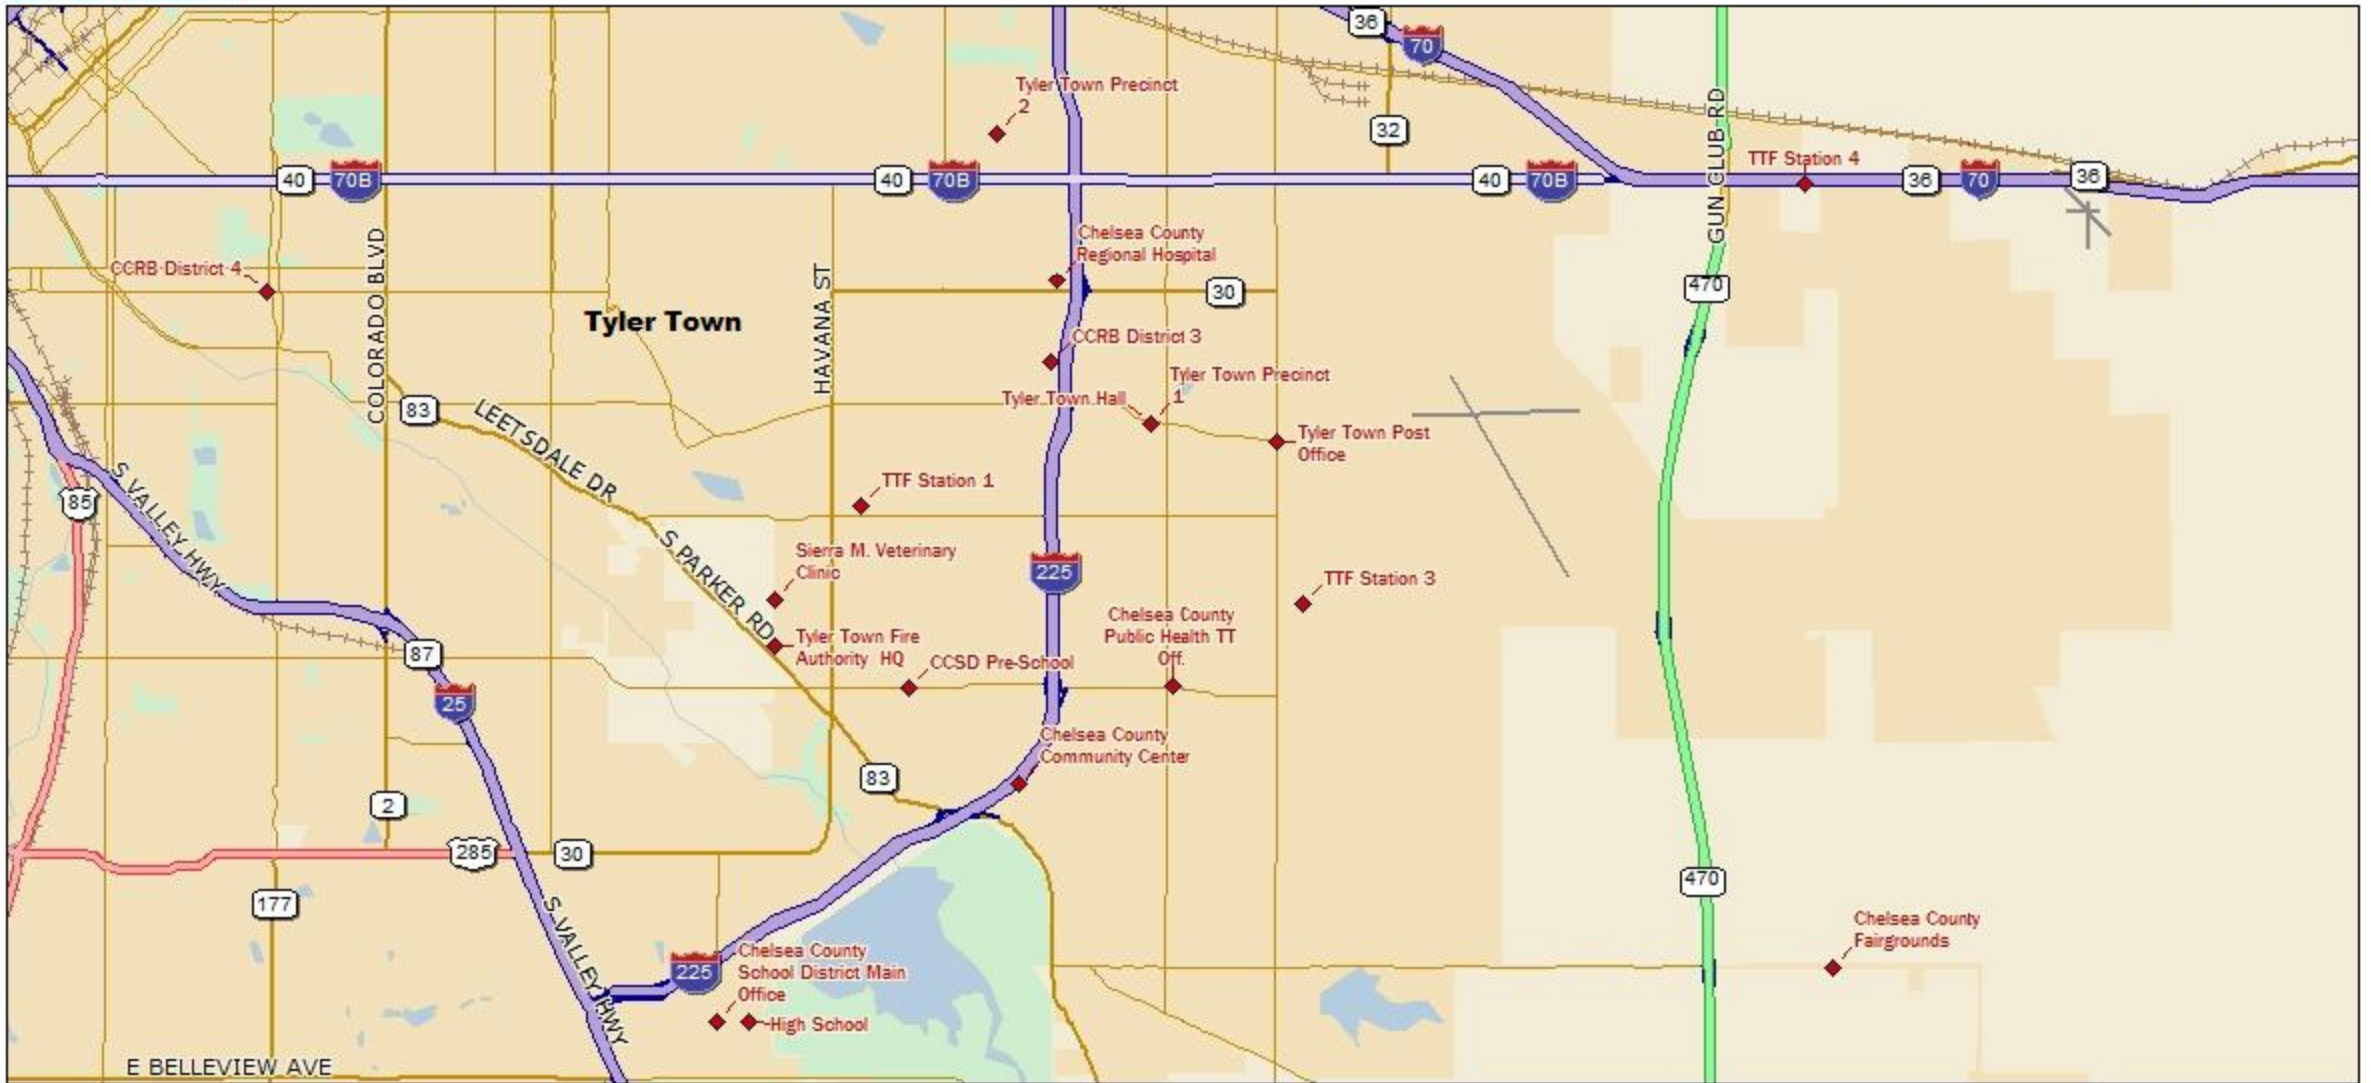 36
70
Tyler Town Precinct
2
32
GUN CLUB RD
TTF Station 4
40
70B
40
70B
40
70B
36
70
36
Chelsea County
Regional Hospital
CCRB District 4
COLORADO BLVD
HAVANA ST
30
470
Tyler Town
CCRB District 3
Tyler Town Precinct
1
Tyler Town Hall
83
LEETSDALE DR
Tyler Town Post
Office
TTF Station 1
85
S VALLEY HWY
S PARKER RD
Sierra M. Veterinary
Clinic
225
TTF Station 3
Chelsea County
Public Health TT
Off.
Tyler Town Fire
Authority HQ
CCSD Pre-School
87
25
Chelsea County
Community Center
83
2
285
30
177
470
S VALLEY HWY
Chelsea County
Fairgrounds
225
Chelsea County
School District Main
Office
High School
E BELLEVIEW AVE